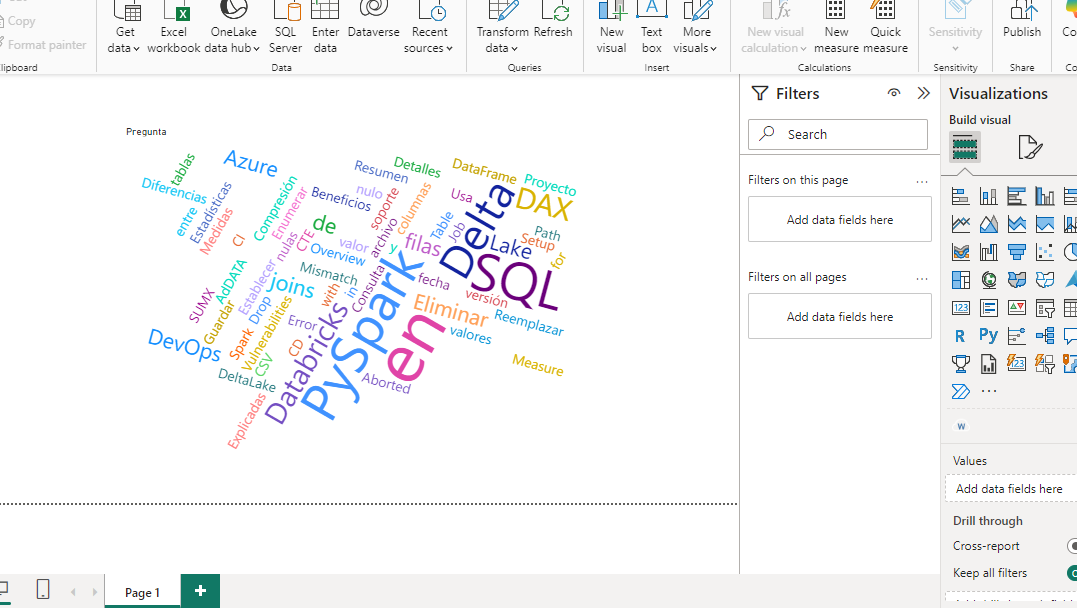 Copy
Format painter
Get data
Excel workbook
OneLake data hub
SQL Server
Enter data
Dataverse
Recent sources
Transform data
Refresh
New visual
Text box
More visuals
New visual calculation
New measure
Quick measure
Sensitivity
Publish
Data
Queries
Insert
Calculations
Sensitivity
Share
Pregunta
tablas
Azure
Diferencias
entre
Estadísticas
Medidas
CI
Compresión
Enumerar
nulas
CTE
Beneficios
de
Overview
valor
nulo
Resumen
Detalles
soporte
columnas
archivo
y
filas
DataFrame
Usa
Table
Job
Delta
Lake
DAX
Proyecto
Path
Setup
for
SQL
fecha
versión
Reemplazar
Eliminar
valores
en
PySpark
Databricks
Consulta
in
with
Mismatch
joins
Establecer
Drop
Vulnerabilities
Error
CD
CSV
Spark
Guardar
AdDATA
SUMX
DevOps
DeltaLake
Explicadas
Aborted
Measure
Filters
Search
Filters on this page
...
Add data fields here
Filters on all pages
...
Add data fields here
Visualizations
Build visual
123
R
Py
123
...
W
Values
Add data fields here
Drill through
Cross-report
Keep all filters
Page 1
+